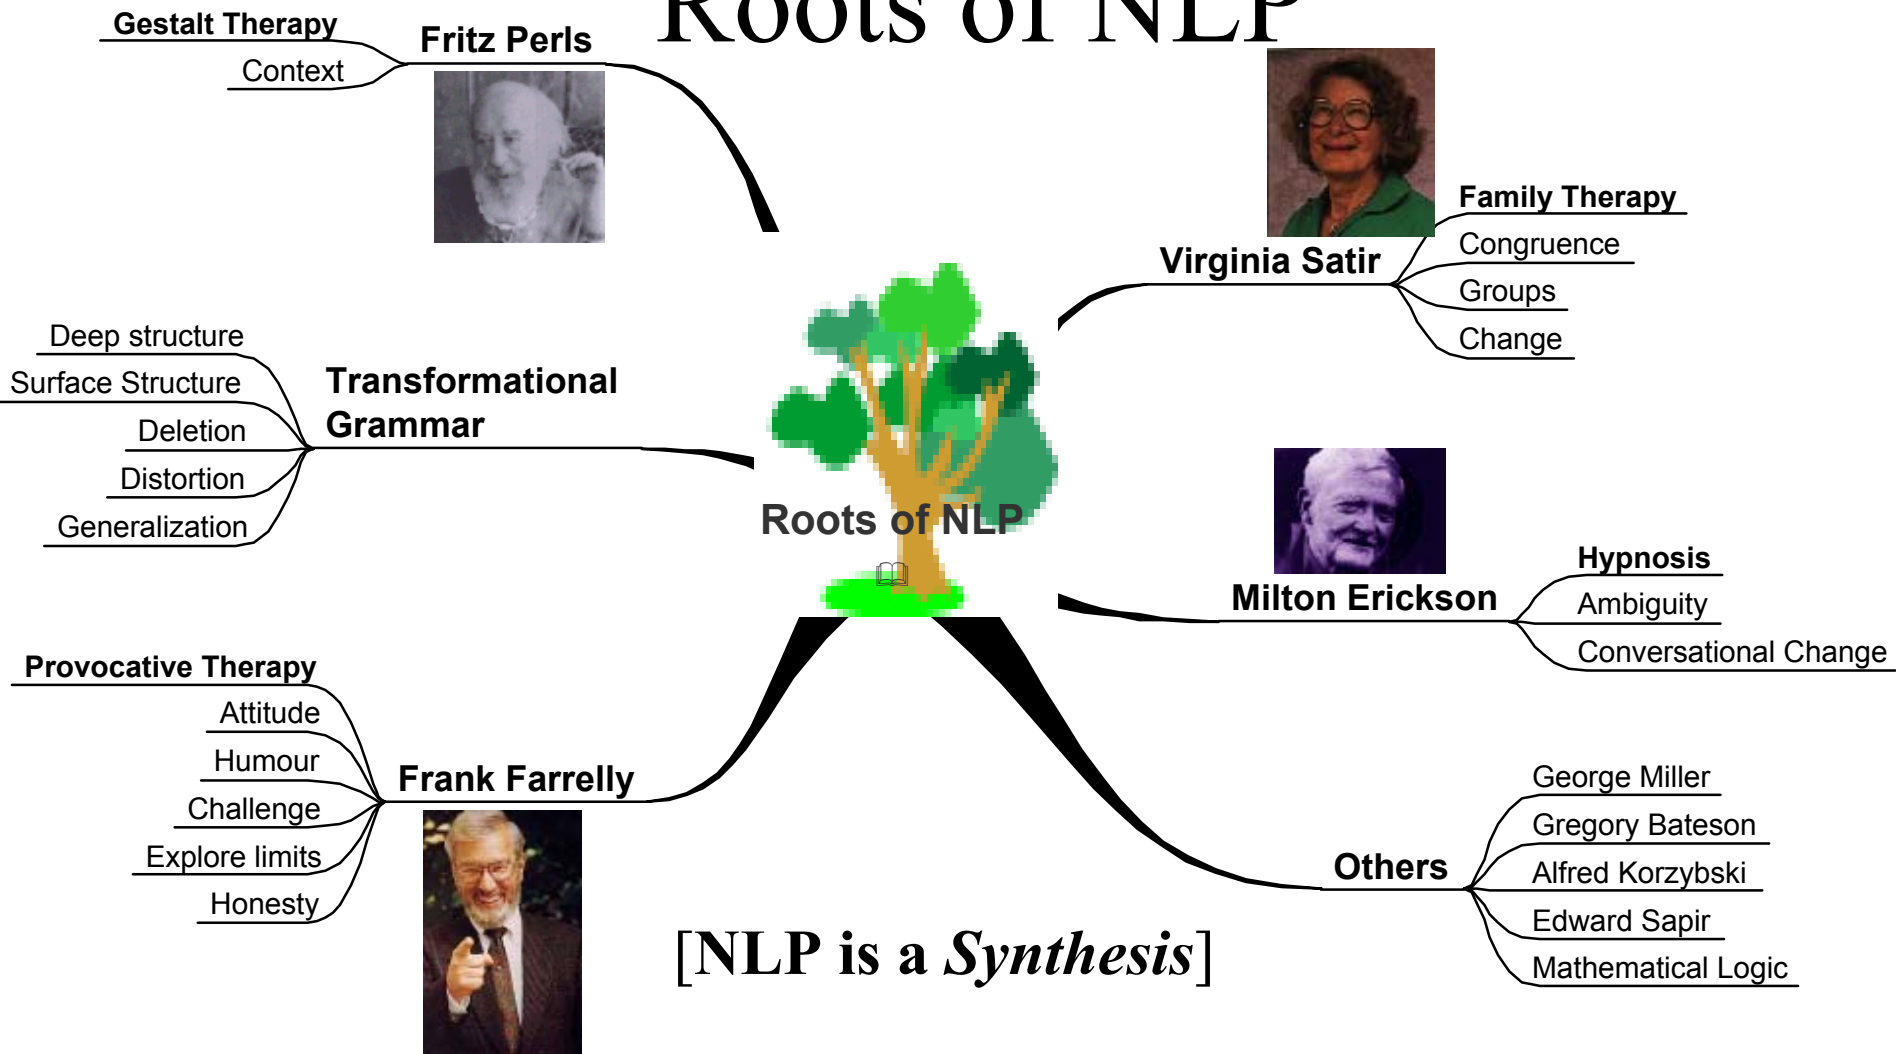 Roots of NLP
Gestalt Therapy
Context
Fritz Perls
Virginia Satir
Family Therapy
Congruence
Groups
Change
Deep structure
Surface Structure
Deletion
Distortion
Generalization
Transformational
Grammar
Roots of NLP
Milton Erickson
Hypnosis
Ambiguity
Conversational Change
Provocative Therapy
Attitude
Humour
Challenge
Explore limits
Honesty
Frank Farrelly
Others
George Miller
Gregory Bateson
Alfred Korzybski
Edward Sapir
Mathematical Logic
[NLP is a Synthesis]